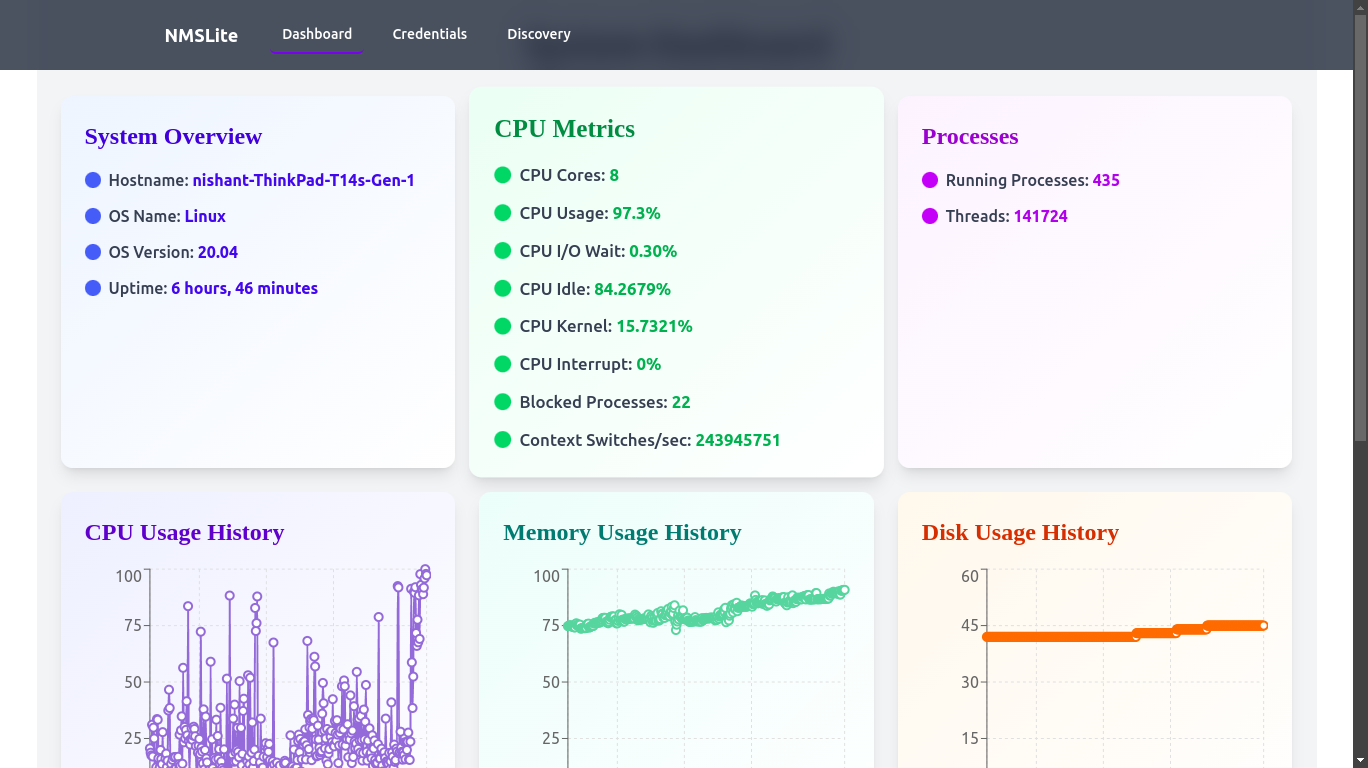 NMSLite Dashboard Credentials Discovery
System Overview
Hostname: nishant-ThinkPad-T14s-Gen-1
OS Name: Linux
OS Version: 20.04
Uptime: 6 hours, 46 minutes
CPU Metrics
CPU Cores: 8
CPU Usage: 97.3%
CPU I/O Wait: 0.30%
CPU Idle: 84.2679%
CPU Kernel: 15.7321%
CPU Interrupt: 0%
Blocked Processes: 22
Context Switches/sec: 243945751
Processes
Running Processes: 435
Threads: 141724
CPU Usage History
100
75
50
25
Memory Usage History
100
75
50
25
Disk Usage History
60
45
30
15